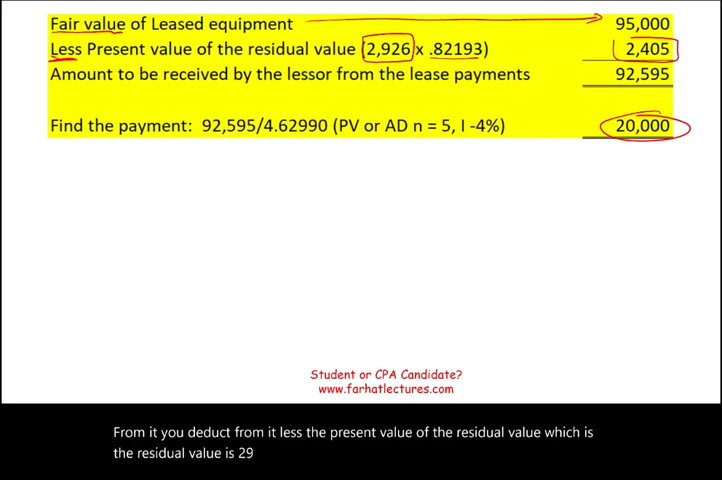 Fair value of Leased equipment 95,000
Less Present value of the residual value (2,926 x .82193) 2,405
Amount to be received by the lessor from the lease payments 92,595
Find the payment: 92,595/4.62990 (PV or AD n = 5, I -4%) 20,000
Student or CPA Candidate?
www.farhatlectures.com
From it you deduct from it less the present value of the residual value which is
the residual value is 29